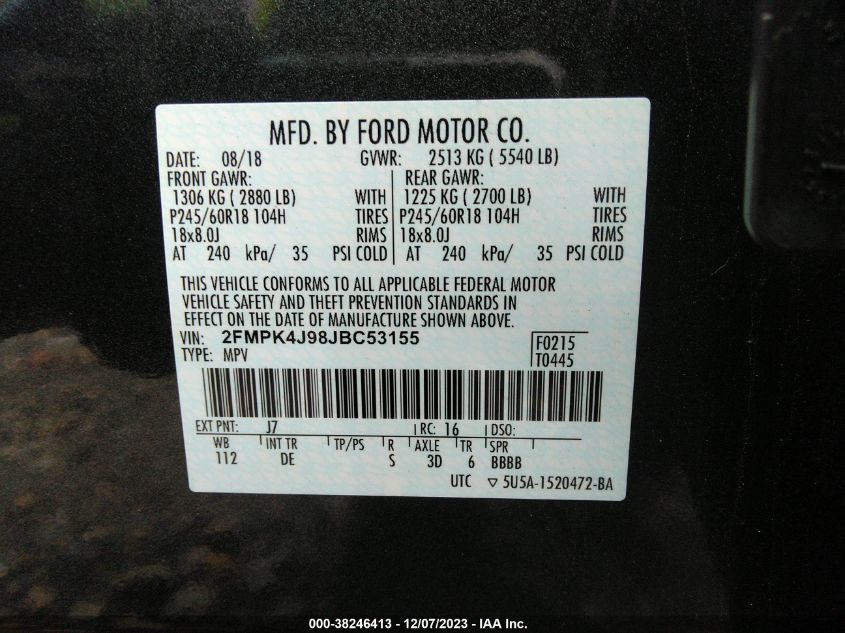 MFD. BY FORD MOTOR CO.
DATE: 08/18 GVWR: 2513 KG ( 5540 LB)
FRONT GAWR: REAR GAWR:
1306 KG ( 2880 LB) WITH 1225 KG ( 2700 LB) WITH
P245/60R18 104H TIRES P245/60R18 104H TIRES
18x8.0J RIMS 18x8.0J RIMS
AT 240 kPa/ 35 PSI COLD AT 240 kPa/ 35 PSI COLD
THIS VEHICLE CONFORMS TO ALL APPLICABLE FEDERAL MOTOR
VEHICLE SAFETY AND THEFT PREVENTION STANDARDS IN
EFFECT ON THE DATE OF MANUFACTURE SHOWN ABOVE.
VIN: 2FMPK4J98JBC53155 F0215
TYPE: MPV T0445
EXT PNT: J7 RC: 16 DSO:
WB INT TR TP/PS R AXLE TR SPR
112 DE S 3D 6 BBBB
UTC ▽ 5U5A-1520472-BA
000-38246413 - 12/07/2023 - IAA Inc.